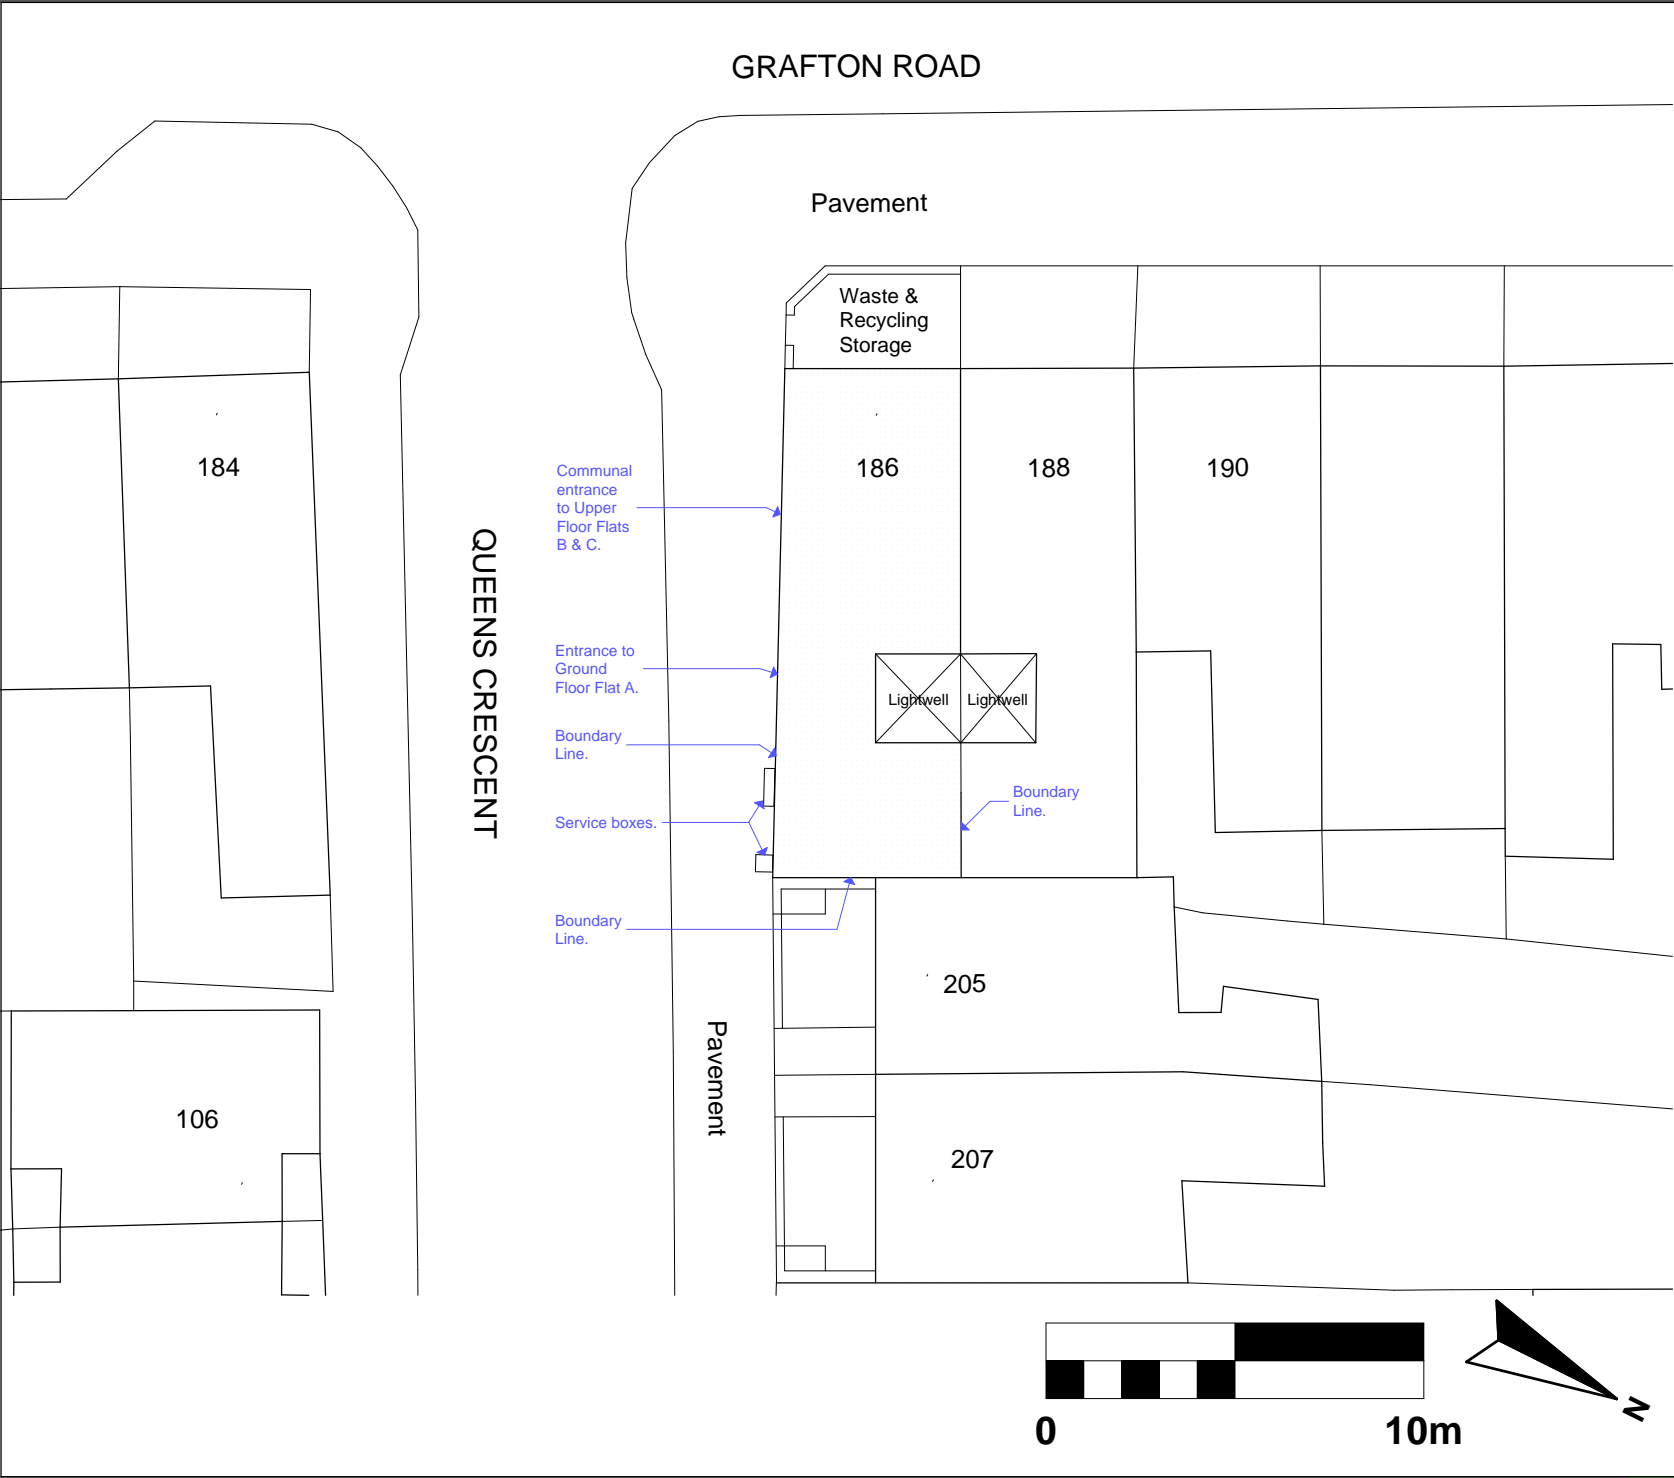 GRAFTON ROAD
Pavement
Waste &
Recycling
Storage
184
186
188
190
Communal
entrance
to Upper
Floor Flats
B & C.
QUEENS CRESCENT
Entrance to
Ground
Floor Flat A.
Lightwell
Lightwell
Boundary
Line.
Boundary
Line.
Service boxes.
Boundary
Line.
205
Pavement
106
207
0
10m
N